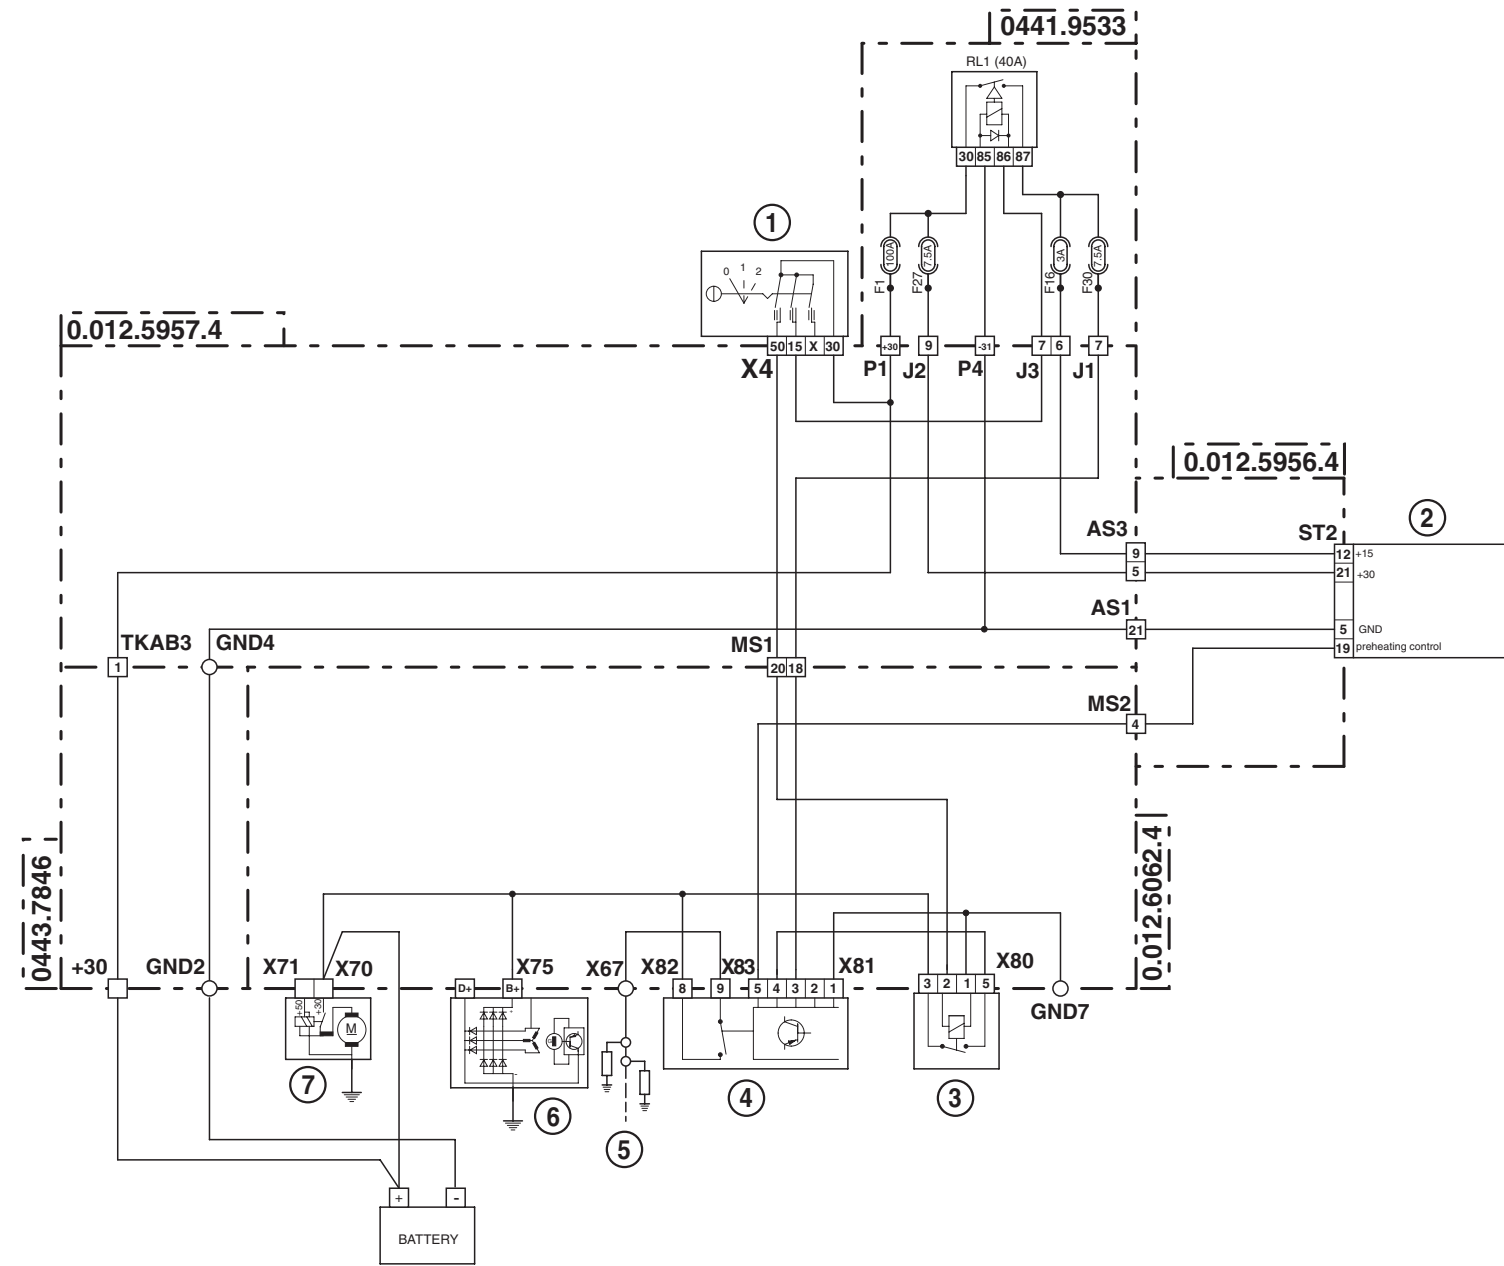 0441.9533
RL1 (40A)
30 85 86 87
1
0 1 2
100A 7.5A 3A 7.5A
F1 F27 F16 F30
0.012.5957.4
50 15 X 30 +30 9 -31 7 6 7
X4 P1 J2 P4 J3 J1
0.012.5956.4
2
AS3 ST2
9 12 +15
5 21 +30
AS1
21 5 GND
TKAB3 GND4 MS1
19 preheating control
1 20 18
MS2
4
0443.7846
0.012.6062.4
+30 GND2 X71 X70 X75 X67 X82 X83 X81 X80
D+ B+ 8 9 5 4 3 2 1 3 2 1 5
GND7
+50 +30
M
7 6 5 4 3
+ -
BATTERY